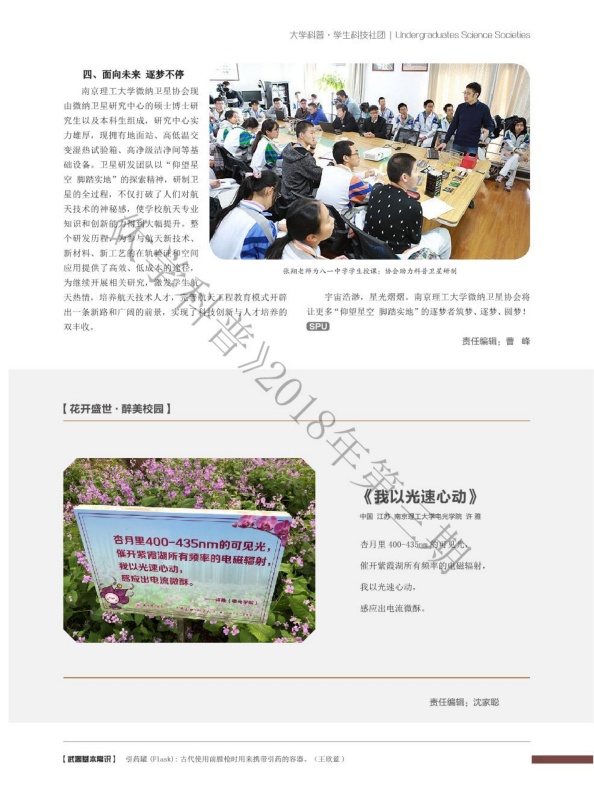 大学科普·学生科技社团 | Undergraduates Science Societies
四、面向未来 逐梦不停
南京理工大学微纳卫星协会现
由微纳卫星研究中心的硕士博士研
究生以及本科生组成，研究中心实
力雄厚，现拥有地面站、高低温交
变湿热试验箱、高净级洁净间等基
础设备。卫星研发团队以“仰望星
空 脚踏实地”的探索精神，研制卫
星的全过程，不仅打破了人们对航
天技术的神秘感，使学校航天专业
知识和创新能力得到大幅提升。整
个研发历程，为参与航天新技术、
新材料、新工艺的在轨验证和空间
应用提供了高效、低成本的途径，
为继续开展相关研究，激发学生航
天热情，培养航天技术人才，完善航天工程教育模式开辟
出一条新路和广阔的前景，实现了科技创新与人才培养的
双丰收。
张翔老师为八一中学学生授课：协会助力科普卫星研制
宇宙浩渺，星光熠熠。南京理工大学微纳卫星协会将
让更多“仰望星空 脚踏实地”的逐梦者筑梦、逐梦、圆梦！
SPU
责任编辑：曹 峰
【花开盛世·醉美校园】
杏月里400-435nm的可见光，
催开紫霞湖所有频率的电磁辐射，
我以光速心动，
感应出电流微酥。
（电光学院）
《我以光速心动》
中国 江苏 南京理工大学电光学院 许 雅
杏月里 400-435nm 的可见光，
催开紫霞湖所有频率的电磁辐射，
我以光速心动，
感应出电流微酥。
责任编辑：沈家聪
【武器基本常识】 引药罐(Flask)：古代使用前膛枪时用来携带引药的容器。（王欣蓝）
大学科普》2018年第二期